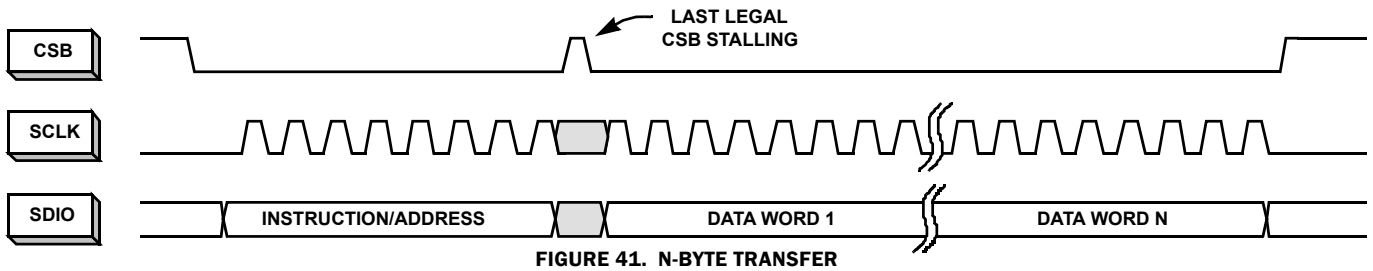 LAST LEGAL
CSB STALLING
CSB
SCLK
SDIO
INSTRUCTION/ADDRESS
DATA WORD 1
DATA WORD N
FIGURE 41. N-BYTE TRANSFER